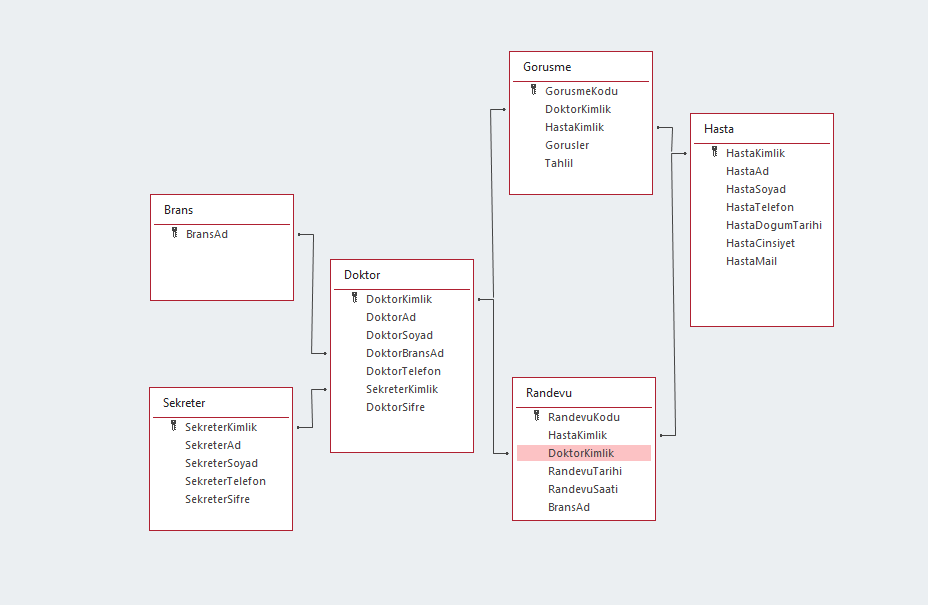 Brans
BransAd
Sekreter
SekreterKimlik
SekreterAd
SekreterSoyad
SekreterTelefon
SekreterSifre
Doktor
DoktorKimlik
DoktorAd
DoktorSoyad
DoktorBransAd
DoktorTelefon
SekreterKimlik
DoktorSifre
Gorusme
GorusmeKodu
DoktorKimlik
HastaKimlik
Gorusler
Tahlil
Randevu
RandevuKodu
HastaKimlik
DoktorKimlik
RandevuTarihi
RandevuSaati
BransAd
Hasta
HastaKimlik
HastaAd
HastaSoyad
HastaTelefon
HastaDogumTarihi
HastaCinsiyet
HastaMail